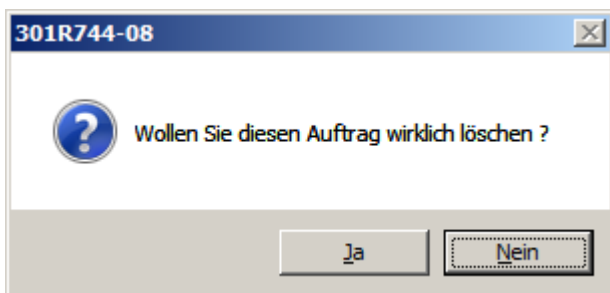 301R744-08
Wollen Sie diesen Auftrag wirklich löschen ?
Ja
Nein